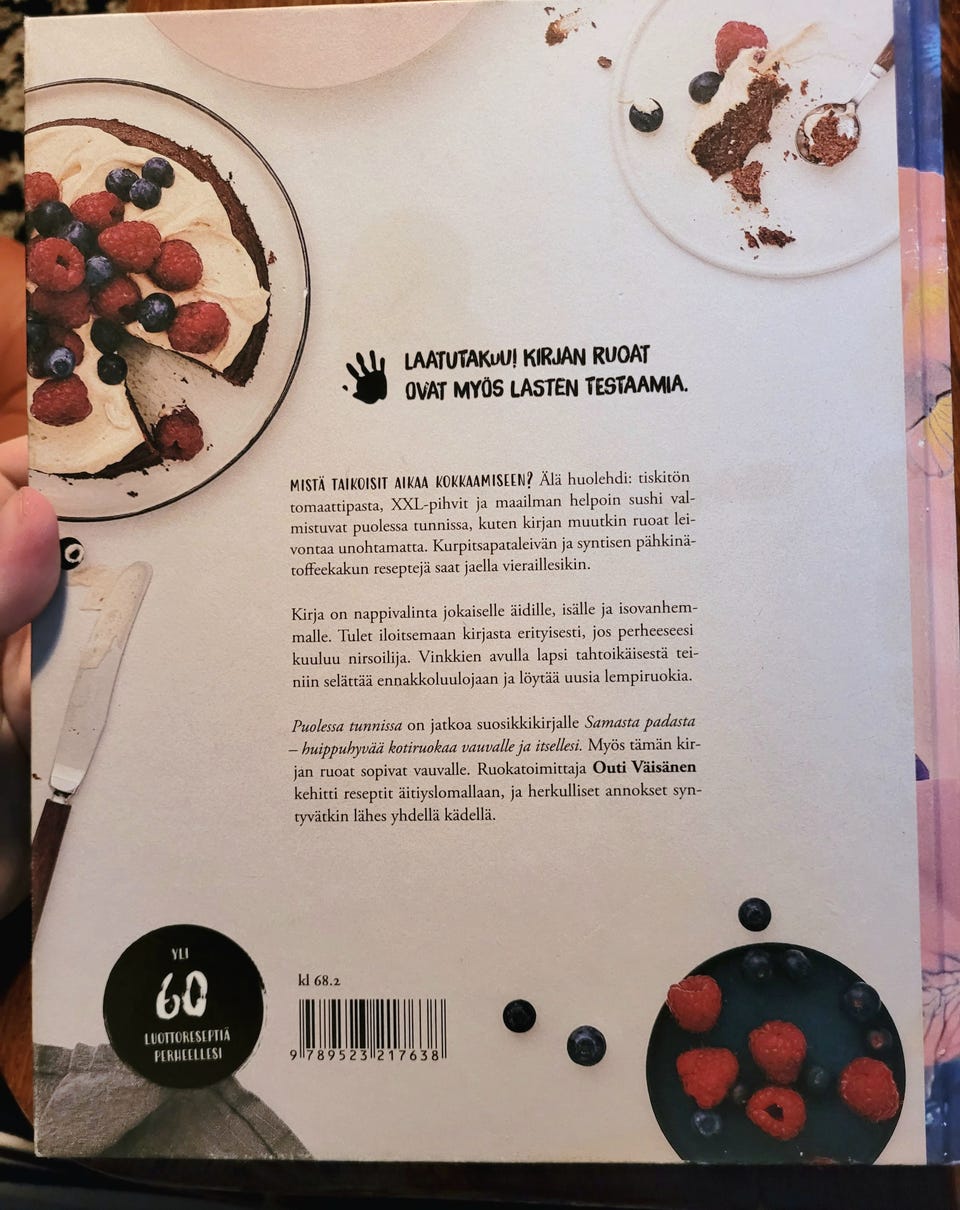 LAATUTAKUU! KIRJAN RUOAT
OVAT MYÖS LASTEN TESTAAMIA.
MISTÄ TAIKOISIT AIKAA KOKKAAMISEEN? Älä huolehdi: tiskitön
tomaattipasta, XXL-pihvit ja maailman helpoin sushi val-
mistuvat puolessa tunnissa, kuten kirjan muutkin ruoat lei-
vontaa unohtamatta. Kurpitsapataleivän ja syntisen pähkinä-
toffeekakun reseptejä saat jaella vieraillesikin.
Kirja on nappivalinta jokaiselle äidille, isälle ja isovanhem-
malle. Tulet iloitsemaan kirjasta erityisesti, jos perheeseesi
kuuluu nirsoilija. Vinkkien avulla lapsi tahtoikäisestä tei-
niin selättää ennakkoluulojaan ja löytää uusia lempiruokia.
Puolessa tunnissa on jatkoa suosikkikirjalle Samasta padasta
– huippuhyvää kotiruokaa vauvalle ja itsellesi. Myös tämän kir-
jan ruoat sopivat vauvalle. Ruokatoimittaja Outi Väisänen
kehitti reseptit äitiyslomallaan, ja herkulliset annokset syn-
tyvätkin lähes yhdellä kädellä.
YLI
60
LUOTTORESEPTIÄ
PERHEELLESI
kl 68.2
9 789523 217638